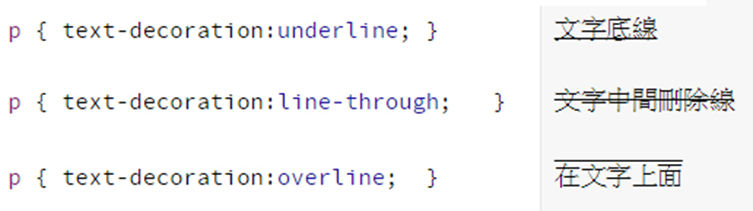 p { text-decoration:underline; } 文字底線
p { text-decoration:line-through; } 文字中間刪除線
p { text-decoration:overline; } 在文字上面